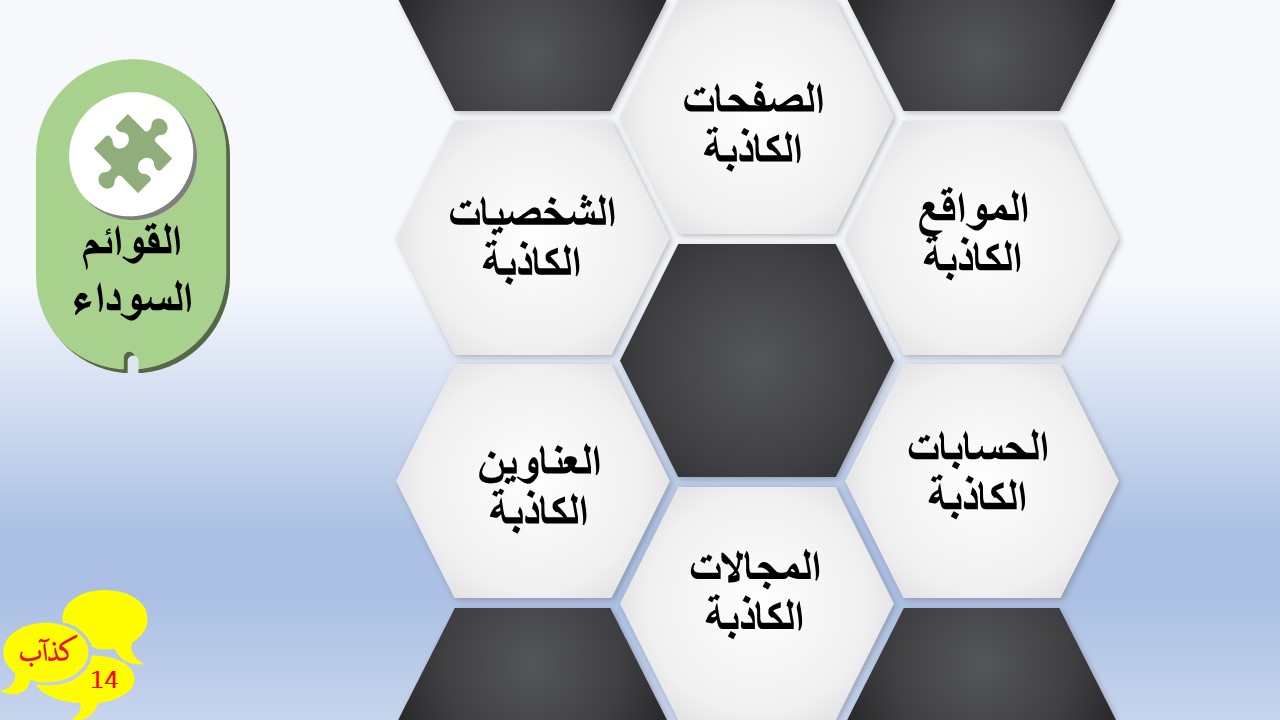 القوائم
السوداء
الصفحات
الكاذبة
المواقع
الكاذبة
الشخصيات
الكاذبة
الحسابات
الكاذبة
العناوين
الكاذبة
المجالات
الكاذبة
كذآب
14